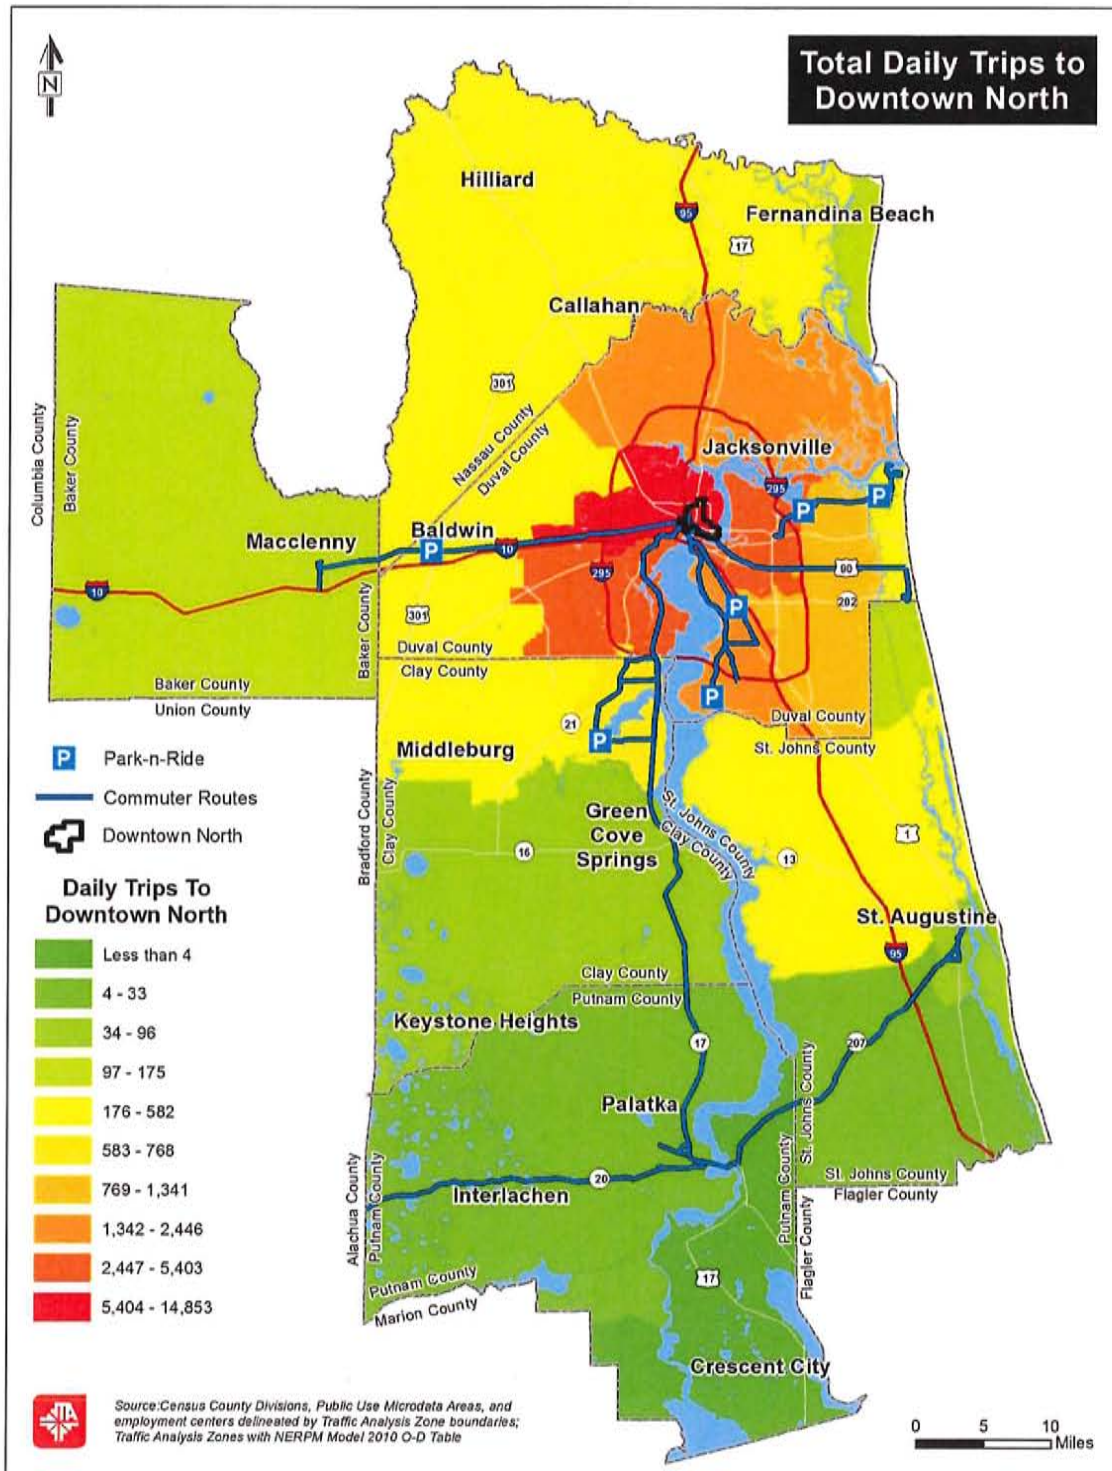 Total Daily Trips to
Downtown North
N
Hilliard
95
Fernandina Beach
17
Callahan
301
Nassau County
Duval County
Jacksonville
295
P
P
Columbia County
Baker County
Macclenny
Baldwin
P
10
10
295
90
202
P
301
Baker County
Duval County
Clay County
Baker County
Union County
P
21
P
Duval County
St. Johns County
Middleburg
P
Park-n-Ride
Commuter Routes
Downtown North
Bradford County
Clay County
Green
Cove
Springs
St. Johns County
Clay County
16
13
1
St. Augustine
95
Daily Trips To
Downtown North
Less than 4
4 - 33
34 - 96
97 - 175
176 - 582
583 - 768
769 - 1,341
1,342 - 2,446
2,447 - 5,403
5,404 - 14,853
Clay County
Putnam County
Keystone Heights
17
207
Palatka
St. Johns County
Putnam County
20
Interlachen
St. Johns County
Flagler County
Alachua County
Putnam County
Flagler County
Putnam County
Marion County
17
Crescent City
JTA
Source:Census County Divisions, Public Use Microdata Areas, and
employment centers delineated by Traffic Analysis Zone boundaries;
Traffic Analysis Zones with NERPM Model 2010 O-D Table
0 5 10
Miles